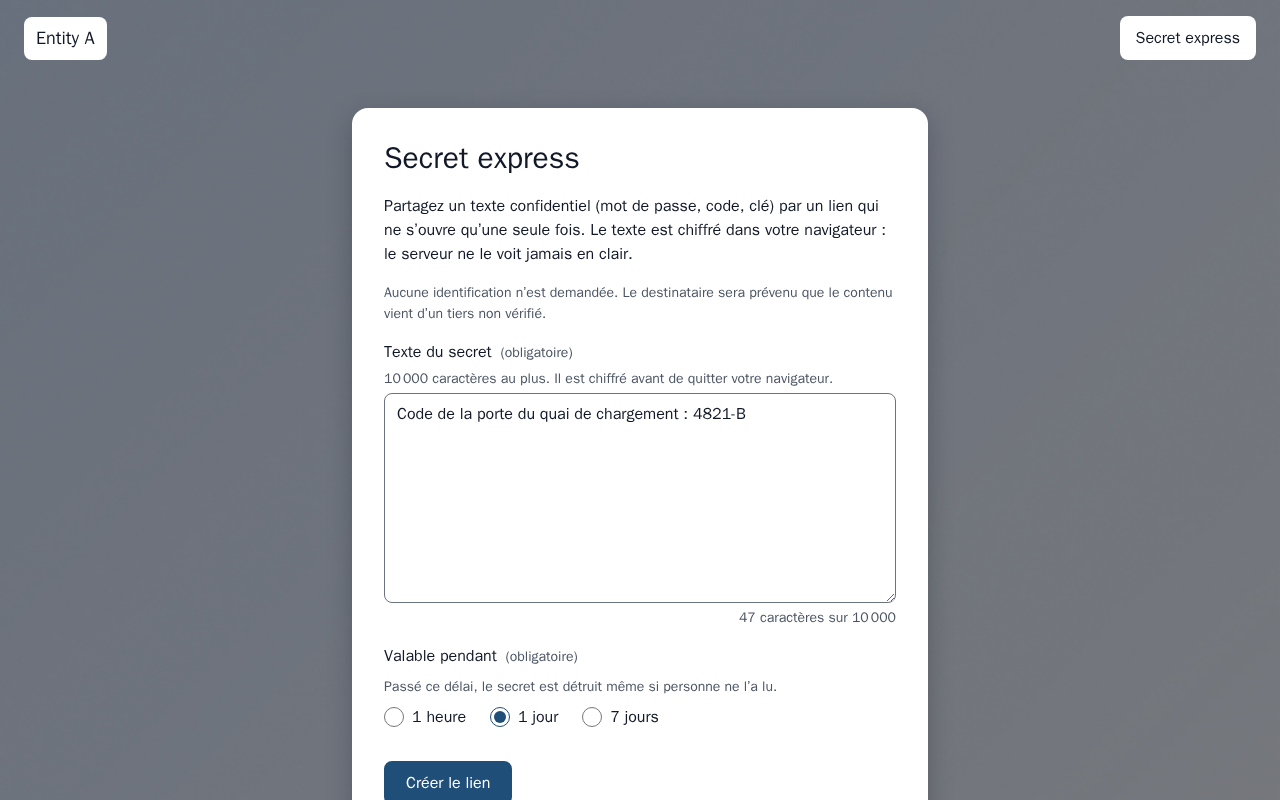 Entity A
Secret express
Secret express
Partagez un texte confidentiel (mot de passe, code, clé) par un lien qui
ne s’ouvre qu’une seule fois. Le texte est chiffré dans votre navigateur :
le serveur ne le voit jamais en clair.
Aucune identification n’est demandée. Le destinataire sera prévenu que le contenu
vient d’un tiers non vérifié.
Texte du secret (obligatoire)
10 000 caractères au plus. Il est chiffré avant de quitter votre navigateur.
Code de la porte du quai de chargement : 4821-B
47 caractères sur 10 000
Valable pendant (obligatoire)
Passé ce délai, le secret est détruit même si personne ne l’a lu.
1 heure 1 jour 7 jours
Créer le lien